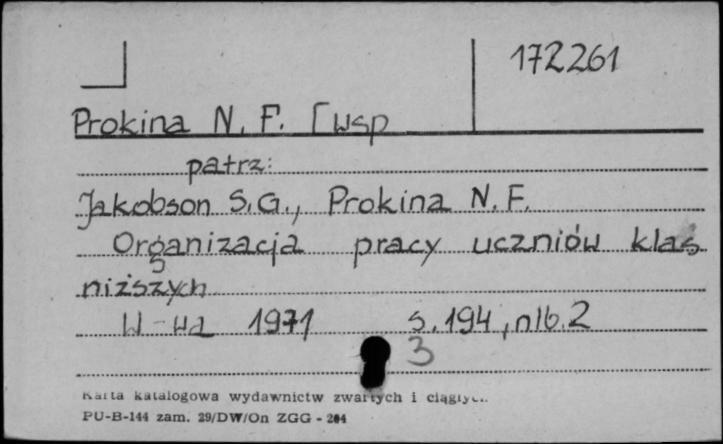 172261
Prokina N. F. [wsp
patrz:
Jakobson S.G., Prokina N.F.
Organizacja pracy uczniów klas
niższych
W-wa 1971 s. 194, nlb. 2
3
Karta katalogowa wydawnictw zwartych i ciągłych
PU-B-144 zam. 29/DW/On ZGG - 204